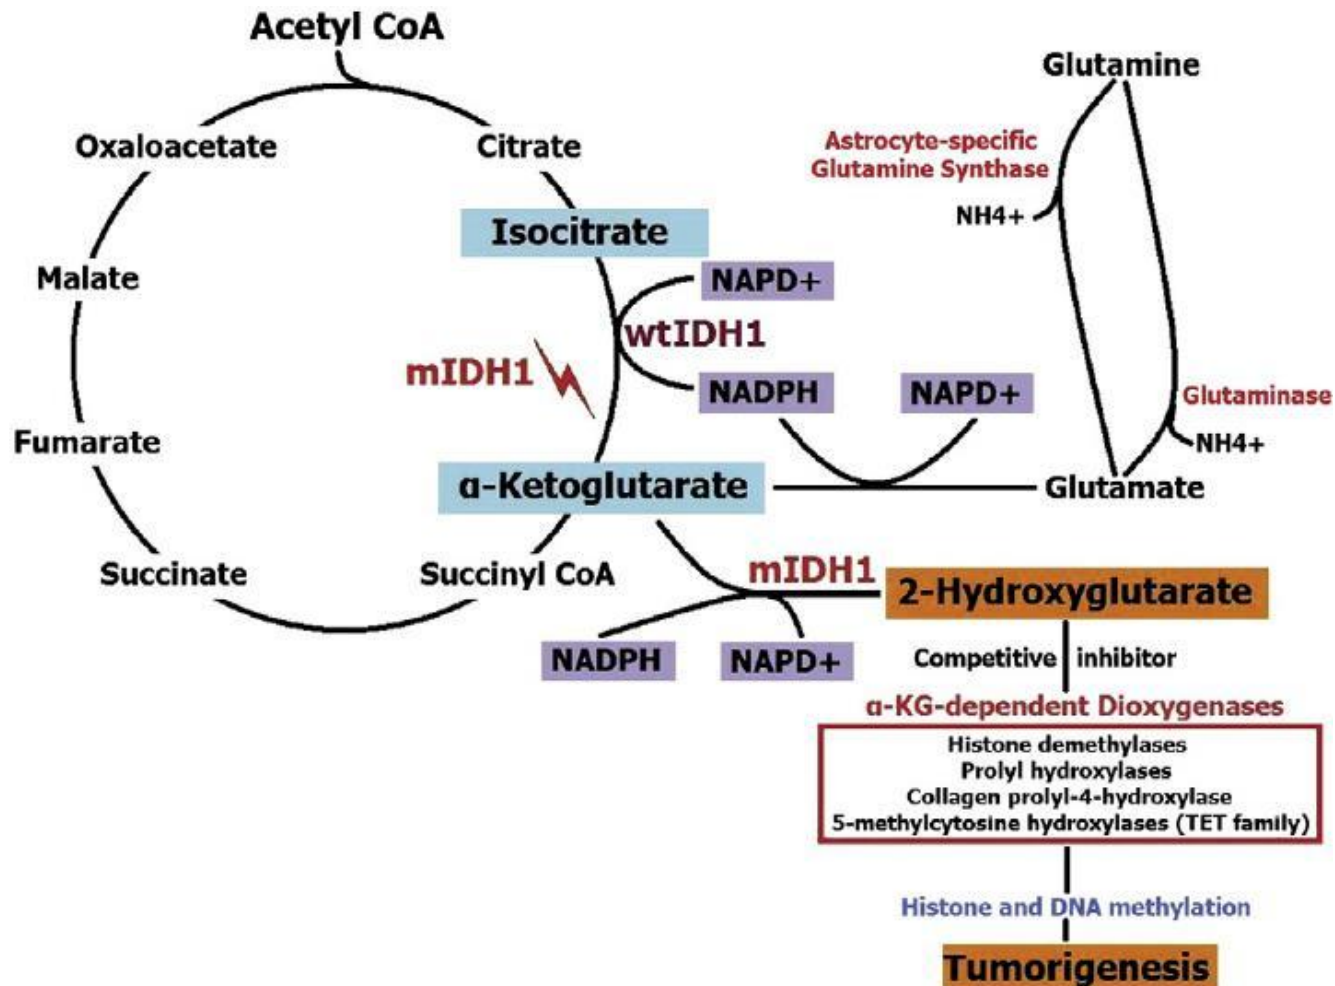 Acetyl CoA
Glutamine
Oxaloacetate
Citrate
Astrocyte-specific
Glutamine Synthase
NH4+
Isocitrate
Malate
NAPD+
wtIDH1
mIDH1
NADPH
NAPD+
Glutaminase
NH4+
Fumarate
α-Ketoglutarate
Glutamate
Succinate
Succinyl CoA
mIDH1
2-Hydroxyglutarate
NADPH
NAPD+
Competitive inhibitor
α-KG-dependent Dioxygenases
Histone demethylases
Prolyl hydroxylases
Collagen prolyl-4-hydroxylase
5-methylcytosine hydroxylases (TET family)
Histone and DNA methylation
Tumorigenesis